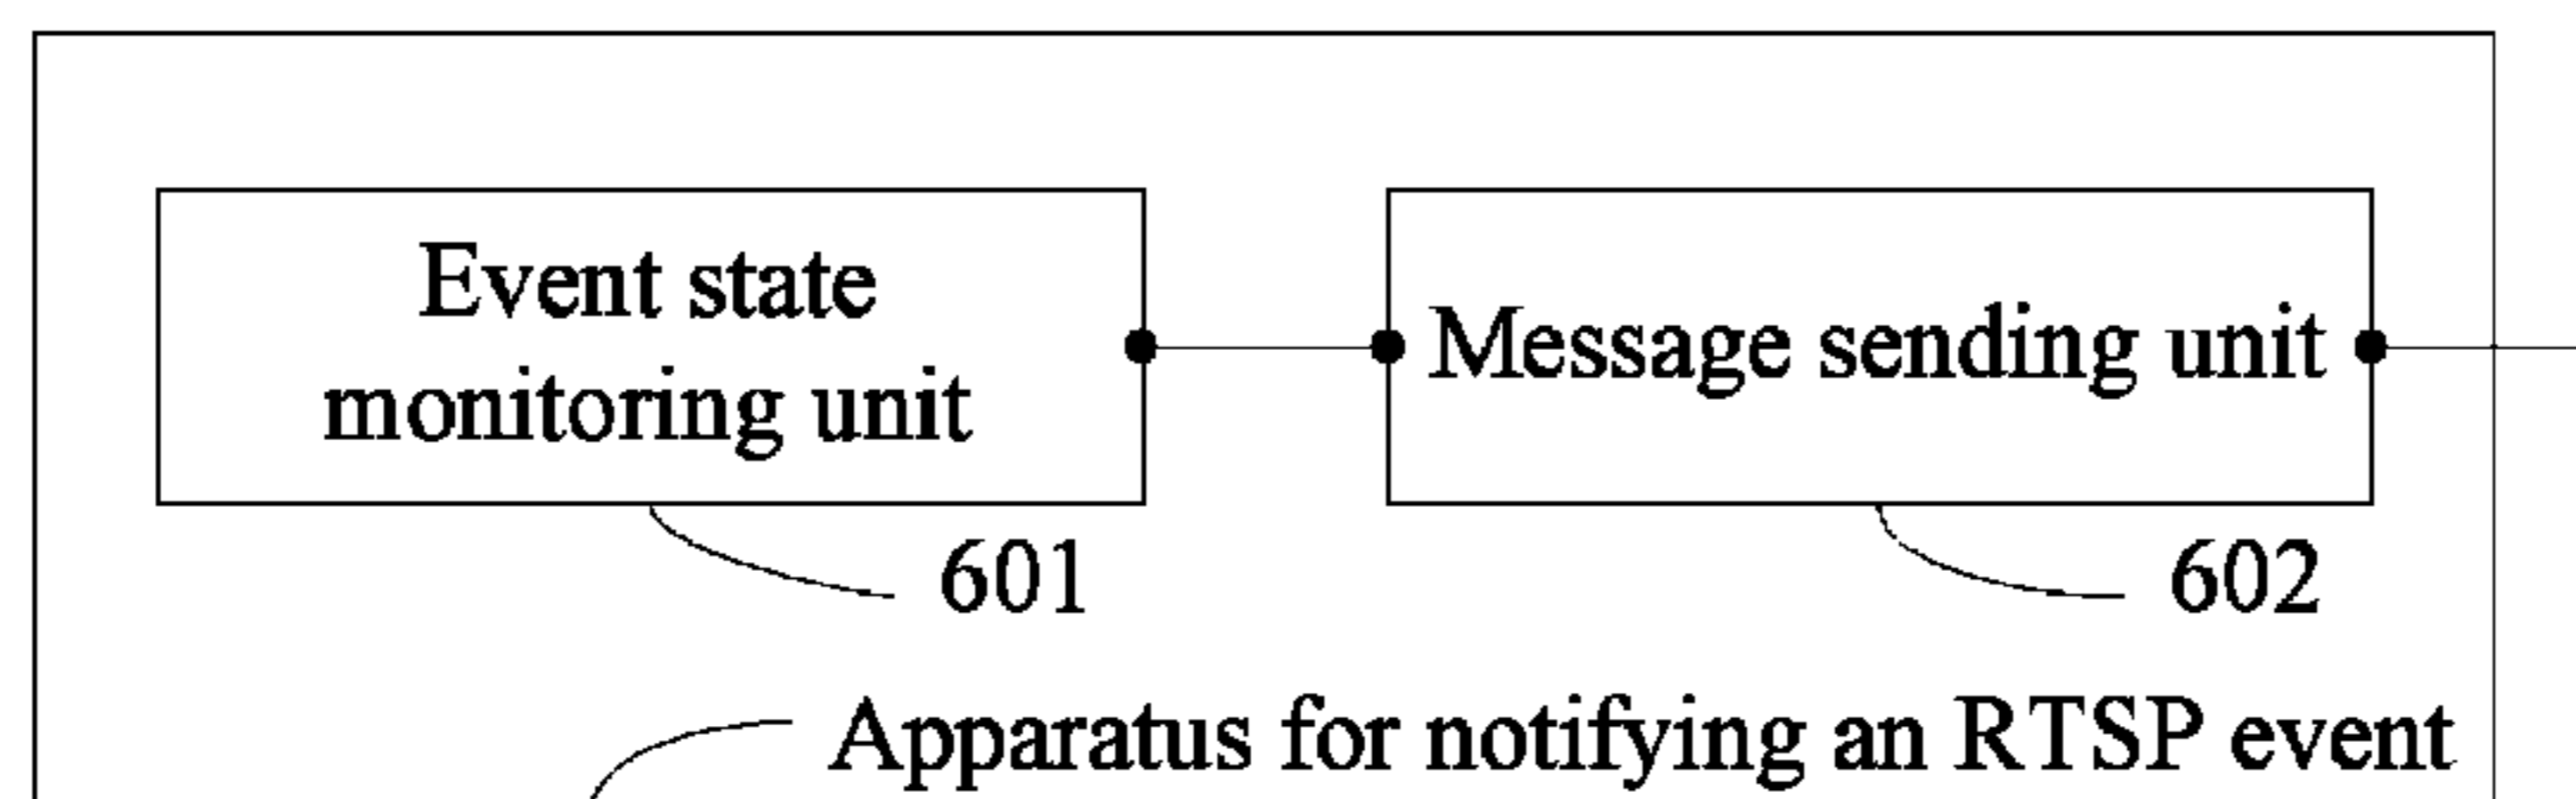 Event state
monitoring unit
Message sending unit
601
602
Apparatus for notifying an RTSP event